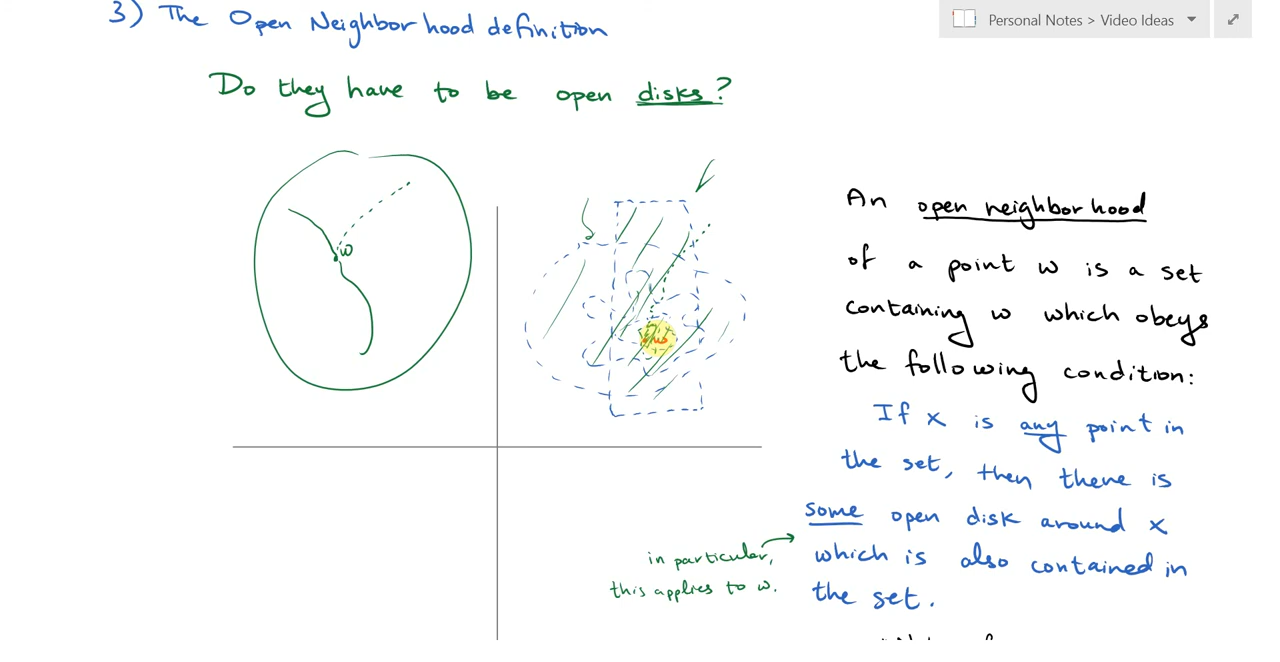 3) The Open Neighborhood definition
Personal Notes > Video Ideas
Do they have to be open disks?
An open neighborhood
of a point w is a set
containing w which obeys
the following condition:
If x is any point in
the set, then there is
some open disk around x
which is also contained in
the set.
in particular,
this applies to w.
w